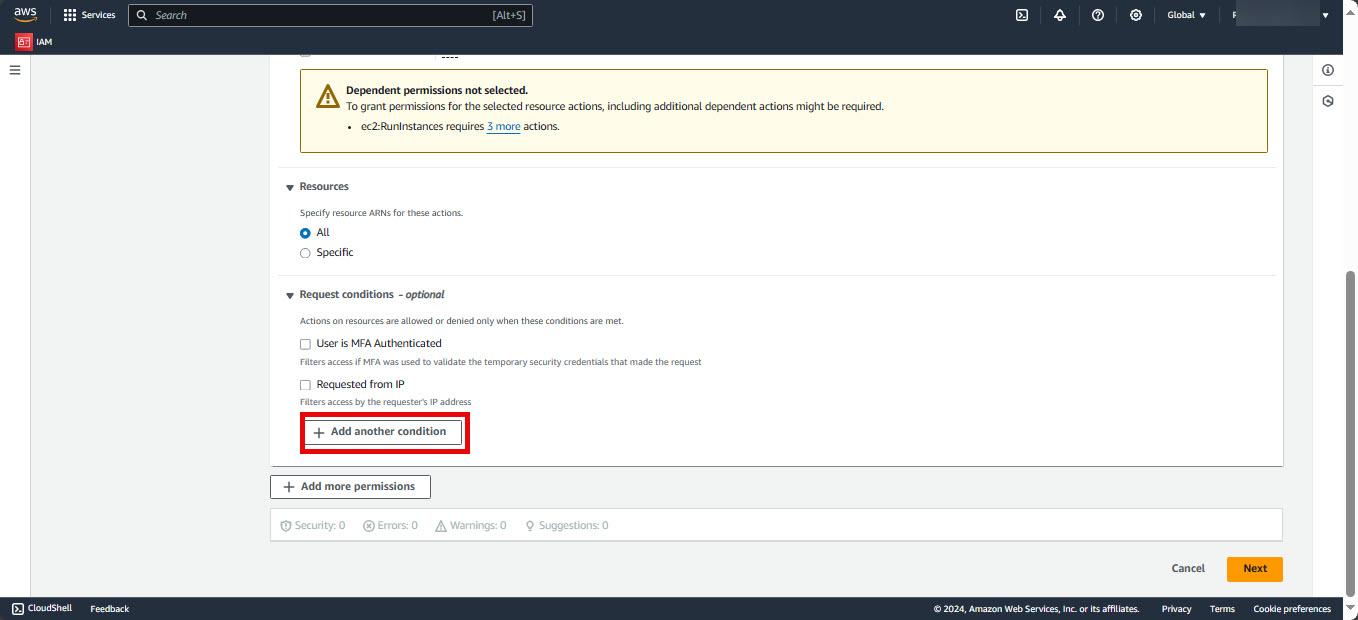 aws
Services
Search
[Alt+S]
Global
IAM
Dependent permissions not selected.
To grant permissions for the selected resource actions, including additional dependent actions might be required.
• ec2:RunInstances requires 3 more actions.
Resources
Specify resource ARNs for these actions.
All
Specific
Request conditions - optional
Actions on resources are allowed or denied only when these conditions are met.
User is MFA Authenticated
Filters access if MFA was used to validate the temporary security credentials that made the request
Requested from IP
Filters access by the requester's IP address
+ Add another condition
+ Add more permissions
Security: 0 Errors: 0 Warnings: 0 Suggestions: 0
Cancel Next
CloudShell Feedback © 2024, Amazon Web Services, Inc. or its affiliates. Privacy Terms Cookie preferences